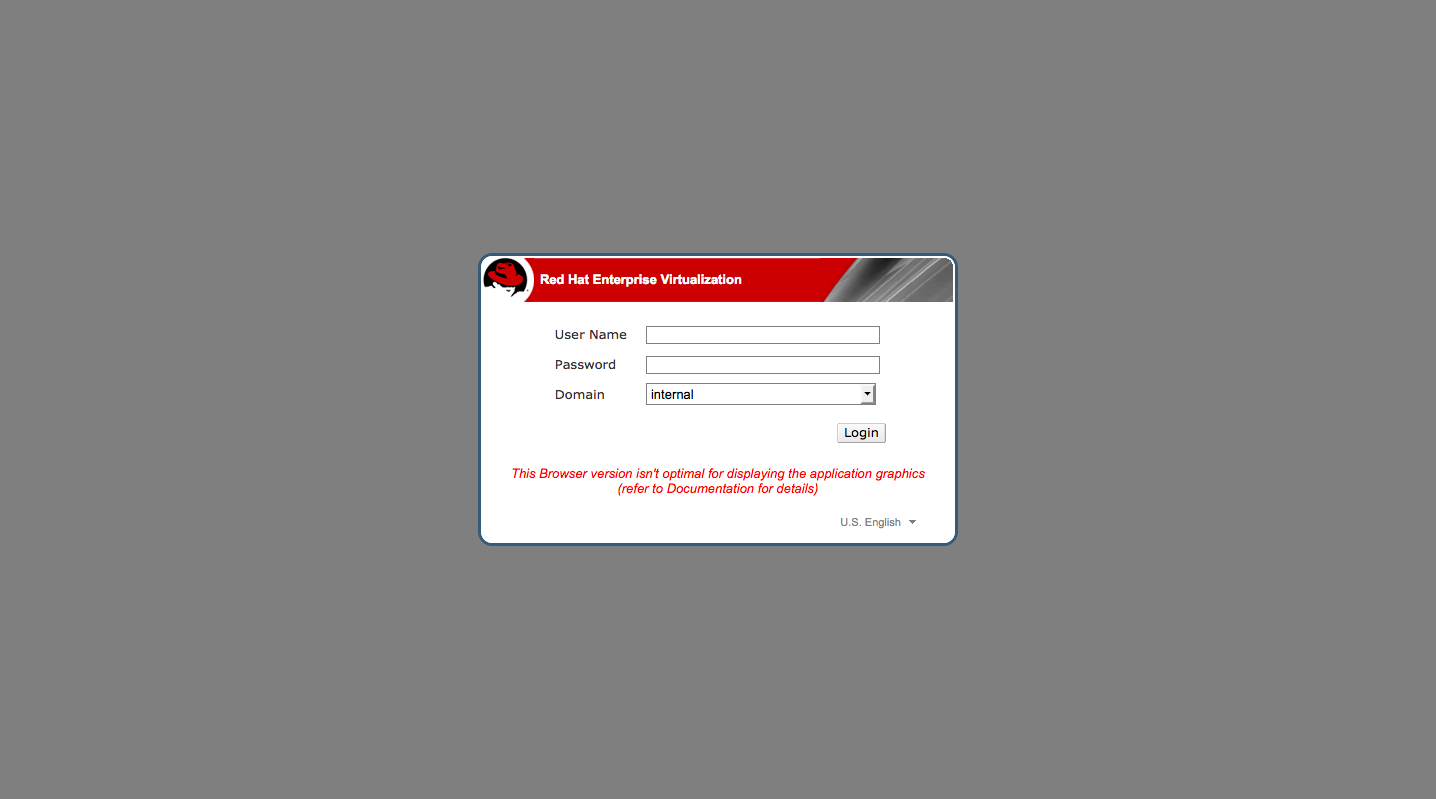 Red Hat Enterprise Virtualization
User Name
Password
Domain
internal
Login
This Browser version isn't optimal for displaying the application graphics
(refer to Documentation for details)
U.S. English